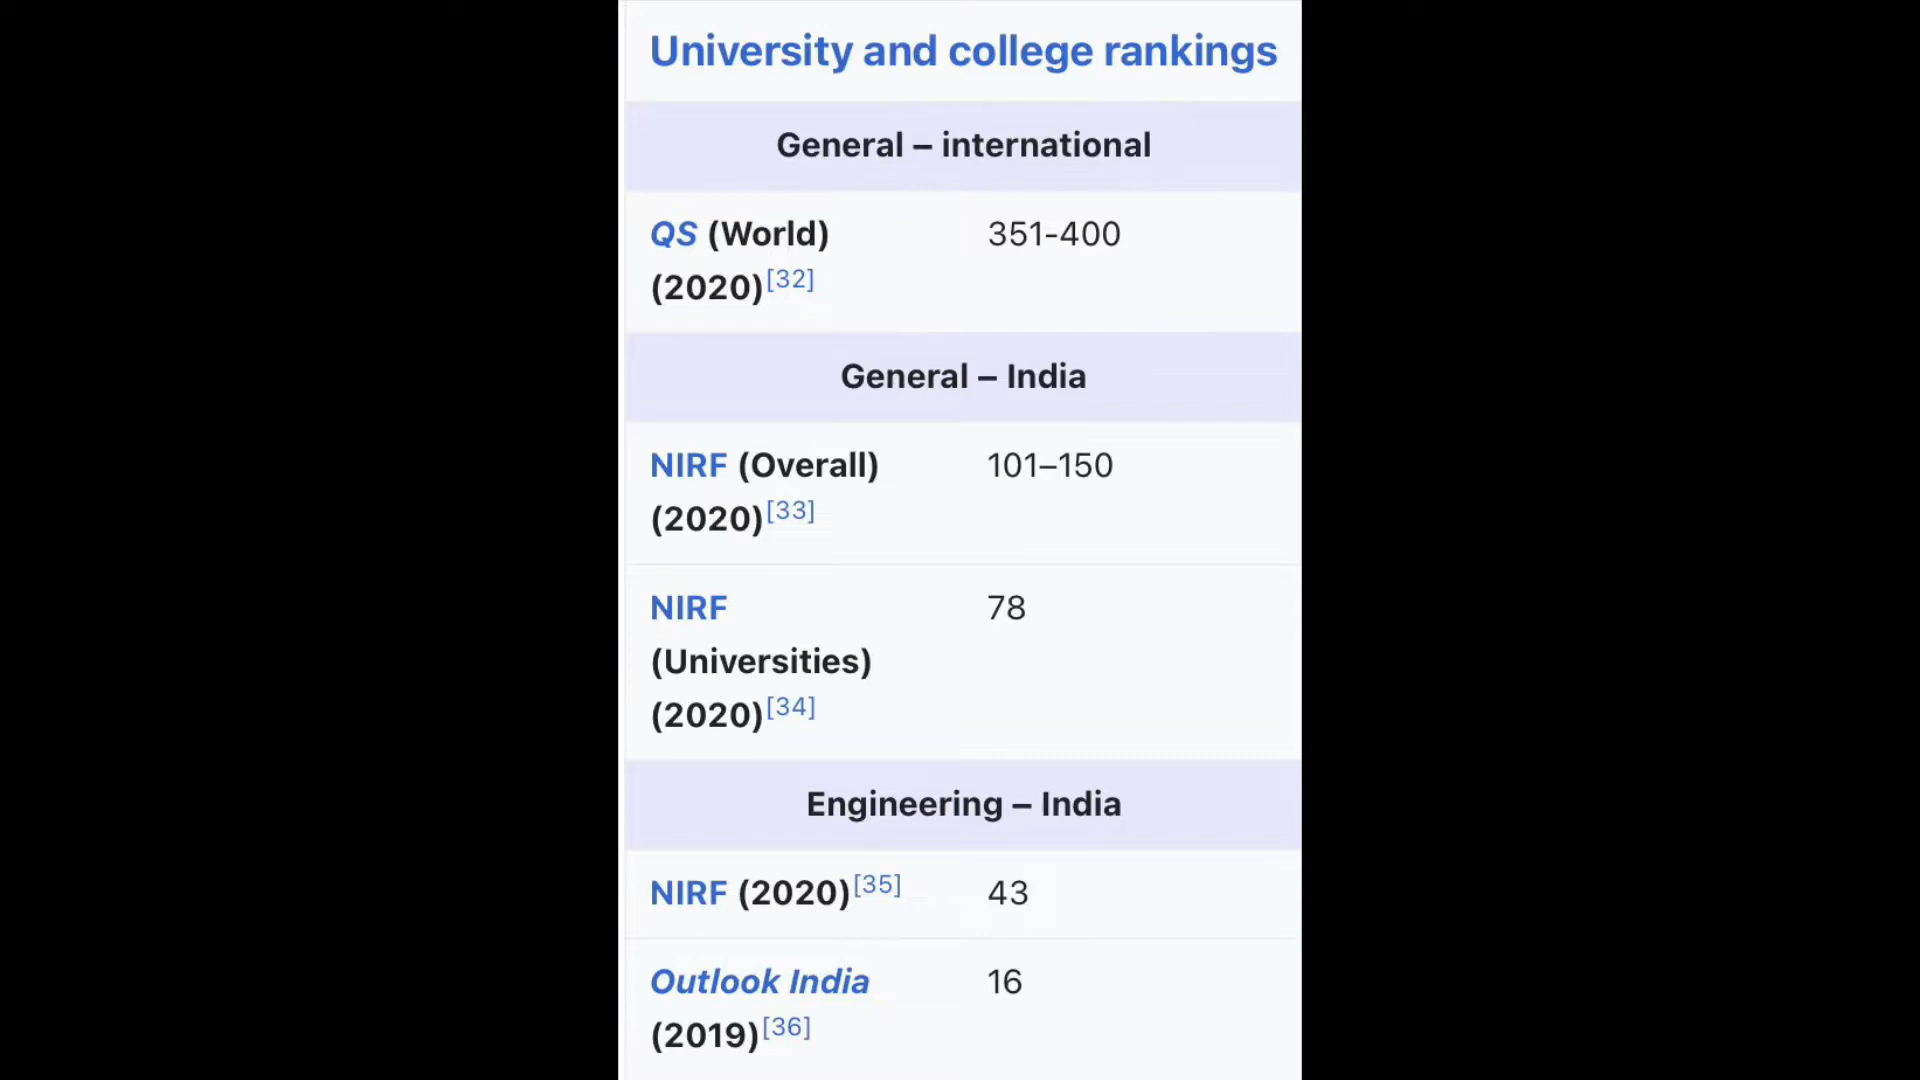 University and college rankings
General – international
QS (World) 351-400
(2020)[32]
General – India
NIRF (Overall) 101–150
(2020)[33]
NIRF 78
(Universities)
(2020)[34]
Engineering – India
NIRF (2020)[35] 43
Outlook India 16
(2019)[36]